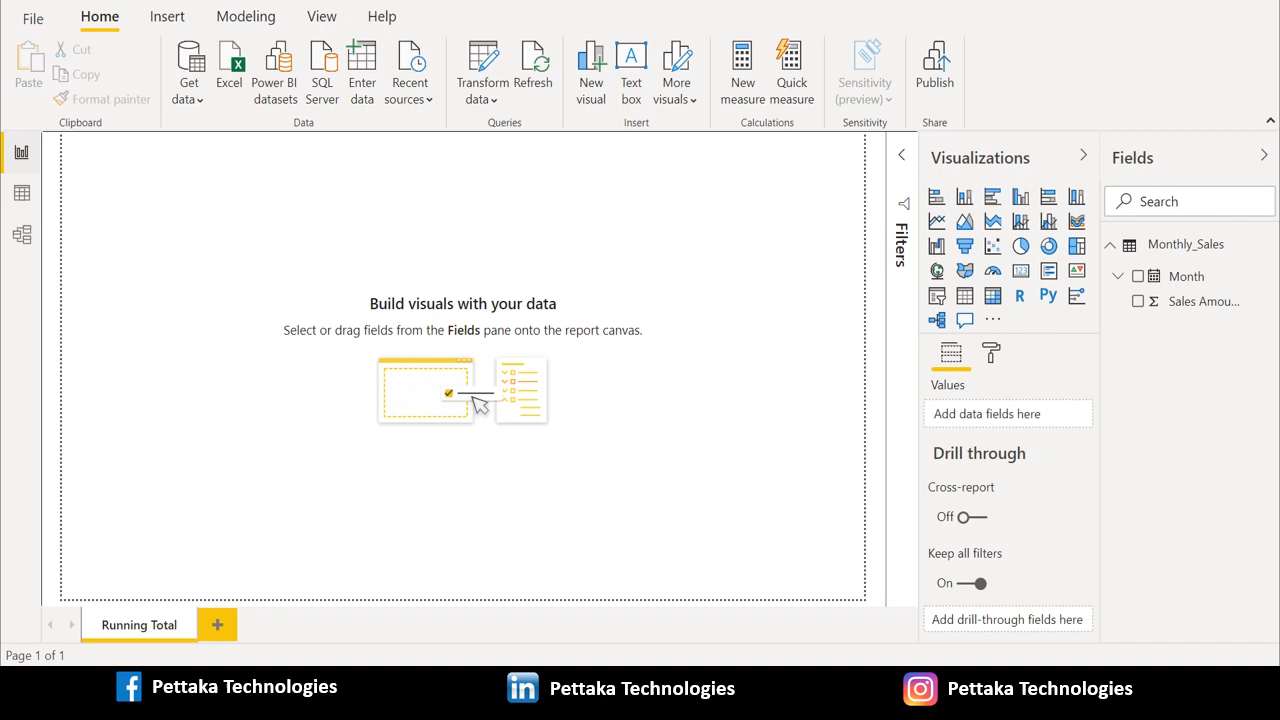 File
Home
Insert
Modeling
View
Help
Paste
Cut
Copy
Format painter
Clipboard
Get
data
Excel
Power BI
datasets
SQL
Server
Enter
data
Recent
sources
Data
Transform
data
Refresh
Queries
New
visual
A
Text
box
More
visuals
Insert
New
measure
Quick
measure
Calculations
Sensitivity
(preview)
Sensitivity
Publish
Share
Build visuals with your data
Select or drag fields from the Fields pane onto the report canvas.
Filters
Visualizations
123
R
Py
Values
Add data fields here
Drill through
Cross-report
Off
Keep all filters
On
Add drill-through fields here
Fields
Search
Monthly_Sales
Month
Σ Sales Amou...
Running Total
Page 1 of 1
Pettaka Technologies
in Pettaka Technologies
Pettaka Technologies